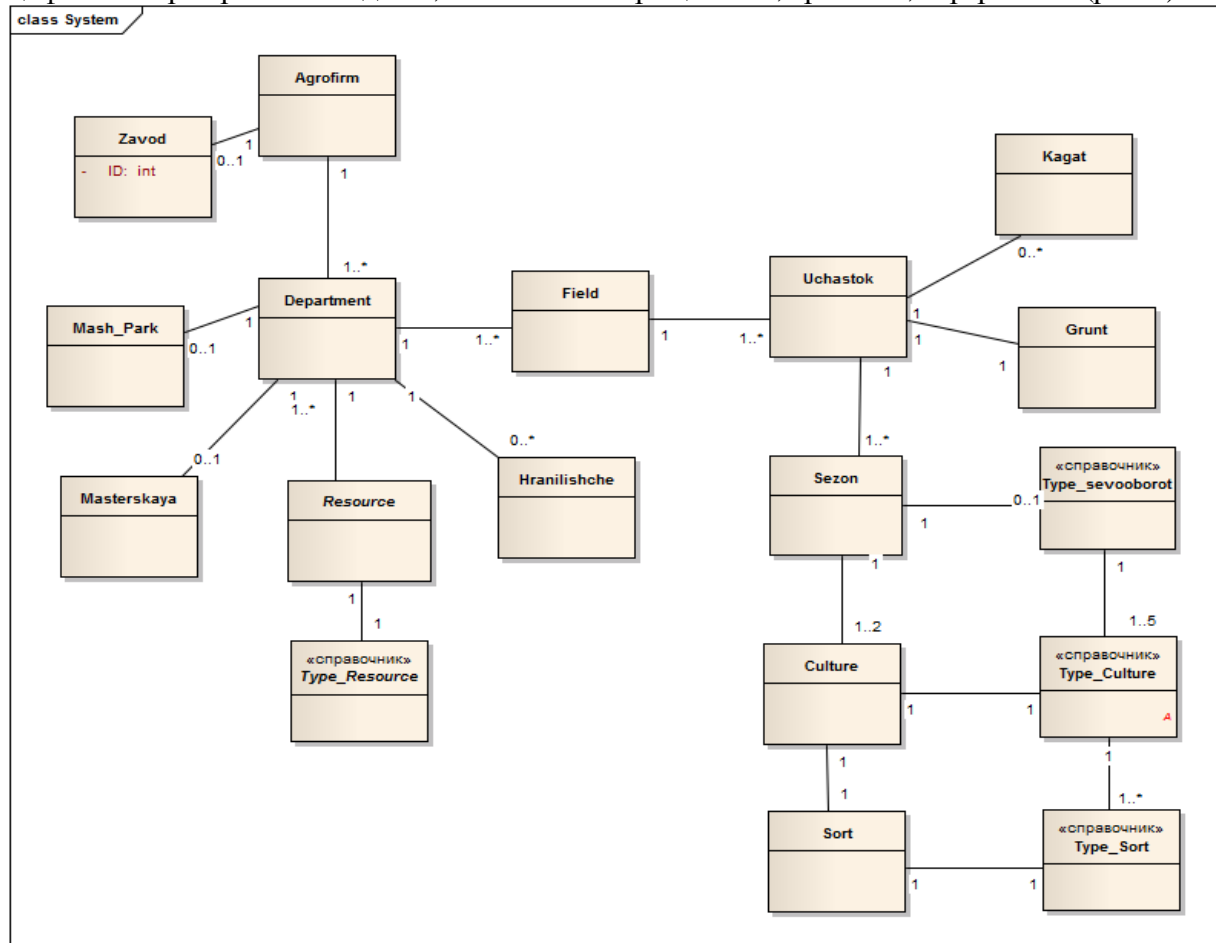 class System
Agrofirm
Zavod
- ID: int
0..1
1
1
1..*
Kagat
0..*
Department
Field
Uchastok
Mash_Park
0..1
1
1
1..*
1
1..*
1
1
1
Grunt
1
1
1..*
1
1
0..1
0..*
1
1..*
Masterskaya
Resource
Hranilishche
Sezon
«справочник»
Type_sevooborot
1
0..1
1
1
1
1
1..2
1..5
«справочник»
Type_Resource
Culture
«справочник»
Type_Culture
A
1
1
1
1
1
1..*
Sort
«справочник»
Type_Sort
1
1